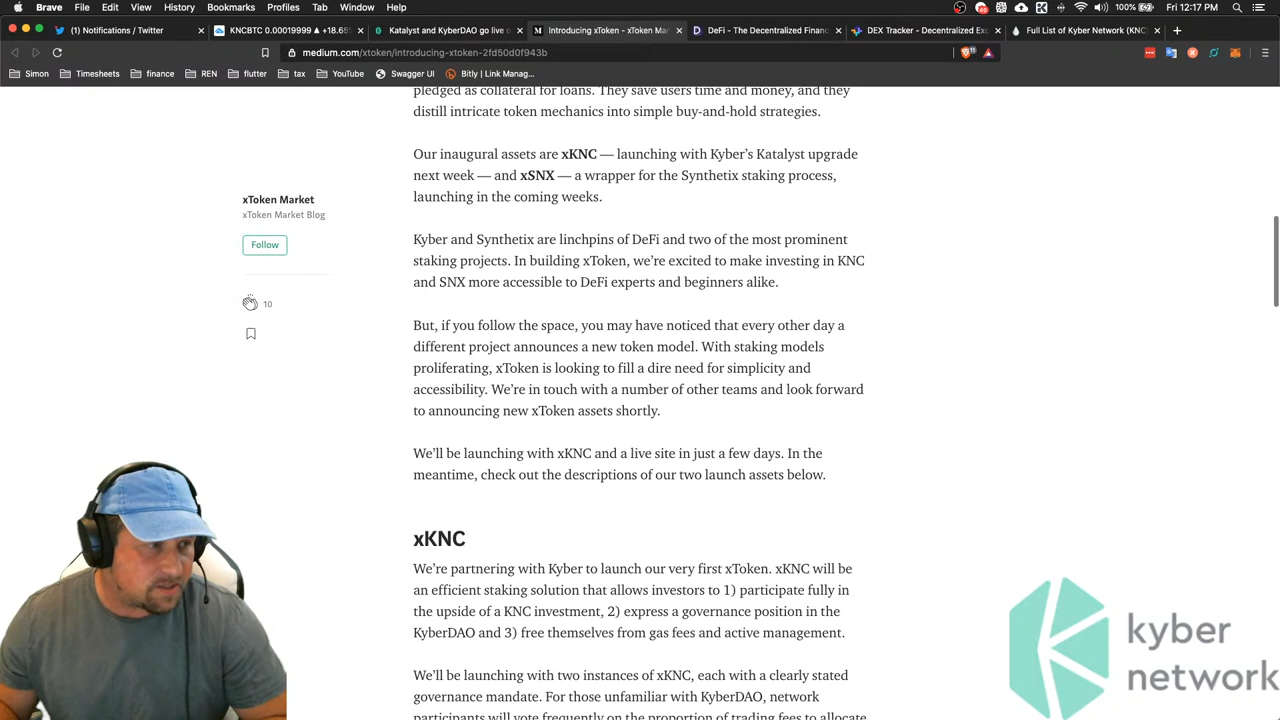 Brave File Edit View History Bookmarks Profiles Tab Window Help
100% Fri 12:17 PM
(1) Notifications / Twitter
KNCBTC 0.00019999 ▲ +18.65
Katalyst and KyberDAO go live o
Introducing xToken - xToken Mar
DeFi - The Decentralized Financ
DEX Tracker - Decentralized Exc
Full List of Kyber Network (KNC)
medium.com/xtoken/introducing-xtoken-2fd50d0f943b
Simon Timesheets finance REN flutter tax YouTube Swagger UI Bitly | Link Manag...
pledged as collateral for loans. They save users time and money, and they
distill intricate token mechanics into simple buy-and-hold strategies.
Our inaugural assets are xKNC — launching with Kyber’s Katalyst upgrade
next week — and xSNX — a wrapper for the Synthetix staking process,
launching in the coming weeks.
xToken Market
xToken Market Blog
Follow
10
Kyber and Synthetix are linchpins of DeFi and two of the most prominent
staking projects. In building xToken, we’re excited to make investing in KNC
and SNX more accessible to DeFi experts and beginners alike.
But, if you follow the space, you may have noticed that every other day a
different project announces a new token model. With staking models
proliferating, xToken is looking to fill a dire need for simplicity and
accessibility. We’re in touch with a number of other teams and look forward
to announcing new xToken assets shortly.
We’ll be launching with xKNC and a live site in just a few days. In the
meantime, check out the descriptions of our two launch assets below.
xKNC
We’re partnering with Kyber to launch our very first xToken. xKNC will be
an efficient staking solution that allows investors to 1) participate fully in
the upside of a KNC investment, 2) express a governance position in the
KyberDAO and 3) free themselves from gas fees and active management.
We’ll be launching with two instances of xKNC, each with a clearly stated
governance mandate. For those unfamiliar with KyberDAO, network
participants will vote frequently on the proportion of trading fees to allocate
kyber
network